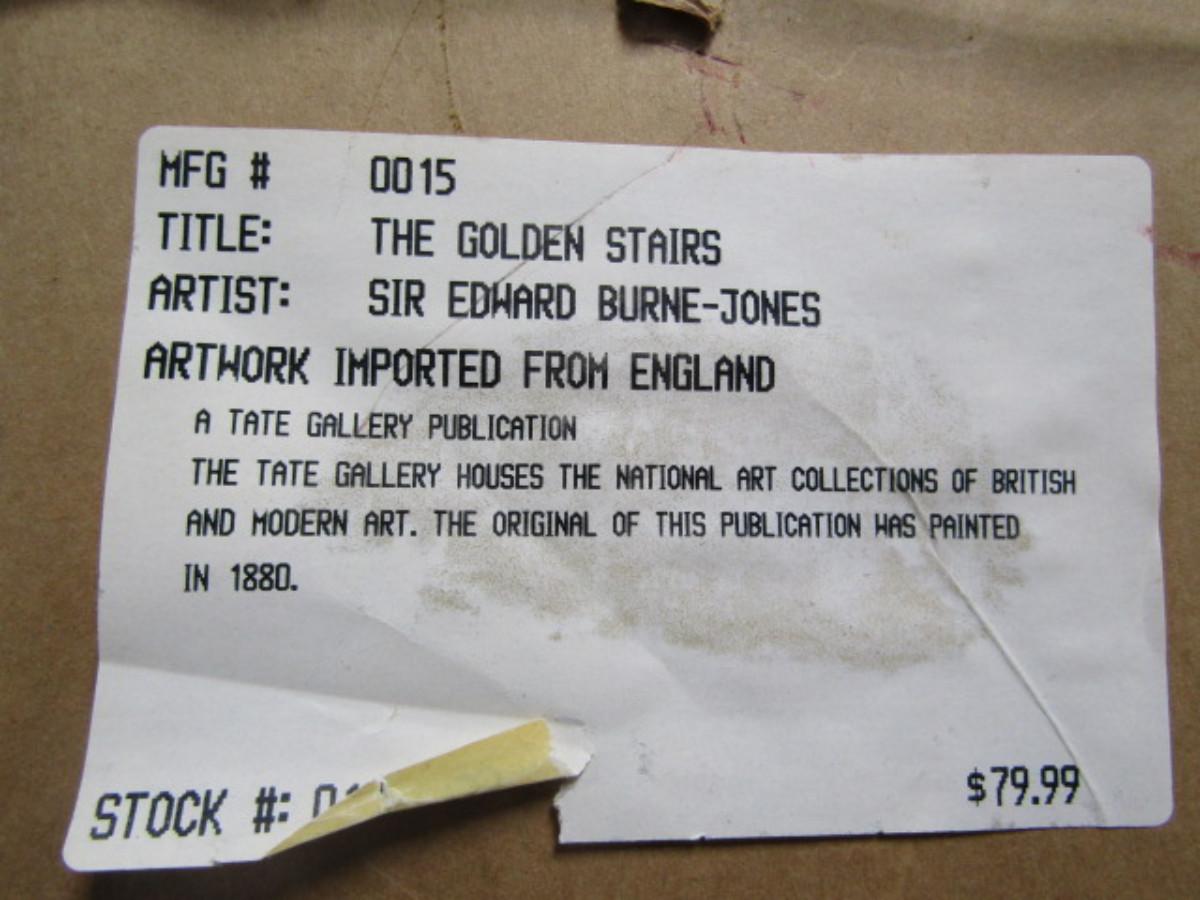 MFG # 0015
TITLE: THE GOLDEN STAIRS
ARTIST: SIR EDWARD BURNE-JONES
ARTWORK IMPORTED FROM ENGLAND
A TATE GALLERY PUBLICATION
THE TATE GALLERY HOUSES THE NATIONAL ART COLLECTIONS OF BRITISH
AND MODERN ART. THE ORIGINAL OF THIS PUBLICATION WAS PAINTED
IN 1880.
STOCK #:
$79.99